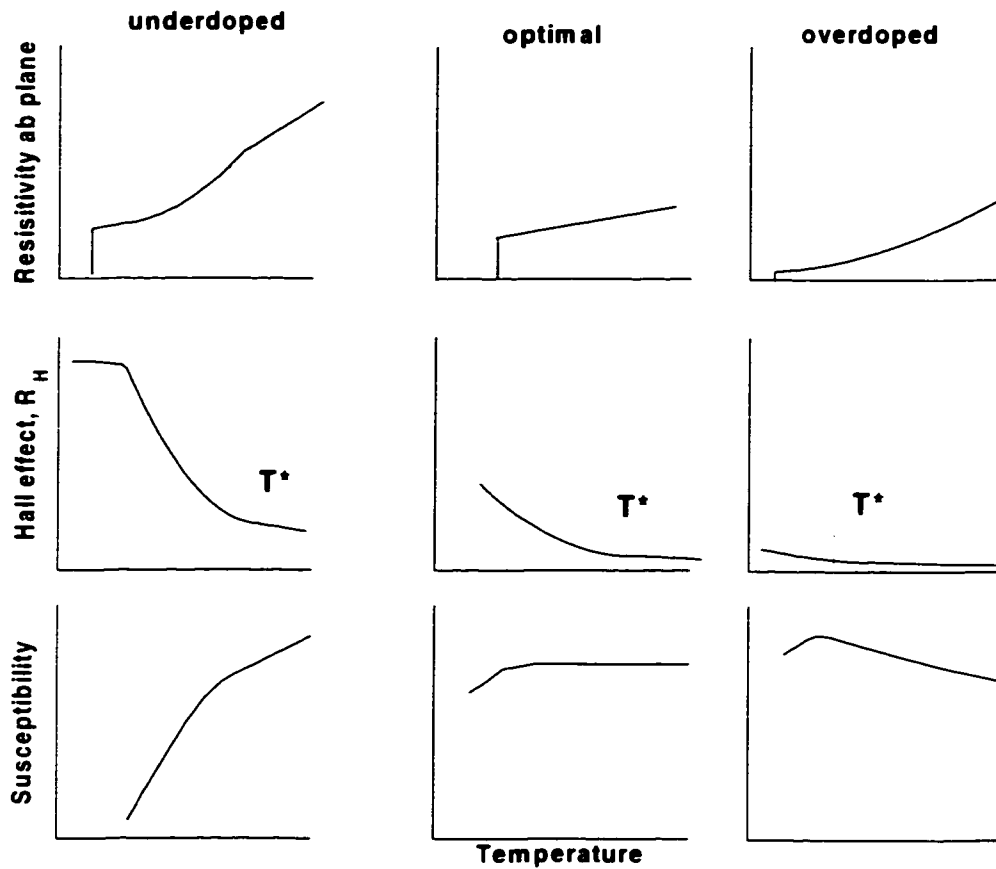 underdoped
optimal
overdoped
Resisitivity ab plane
Hall effect, R_H
T*
T*
T*
Susceptibility
Temperature